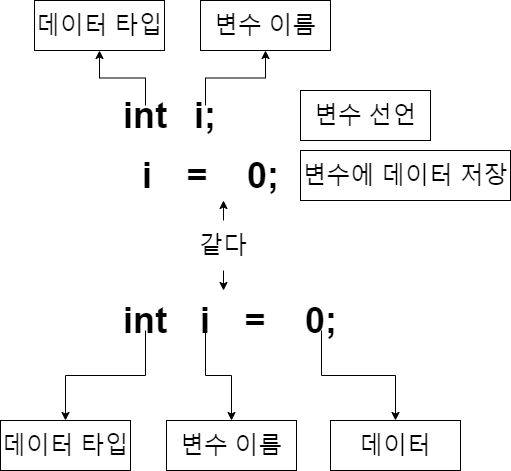 데이터 타입 변수 이름
int i; 변수 선언
i = 0; 변수에 데이터 저장
같다
int i = 0;
데이터 타입 변수 이름 데이터